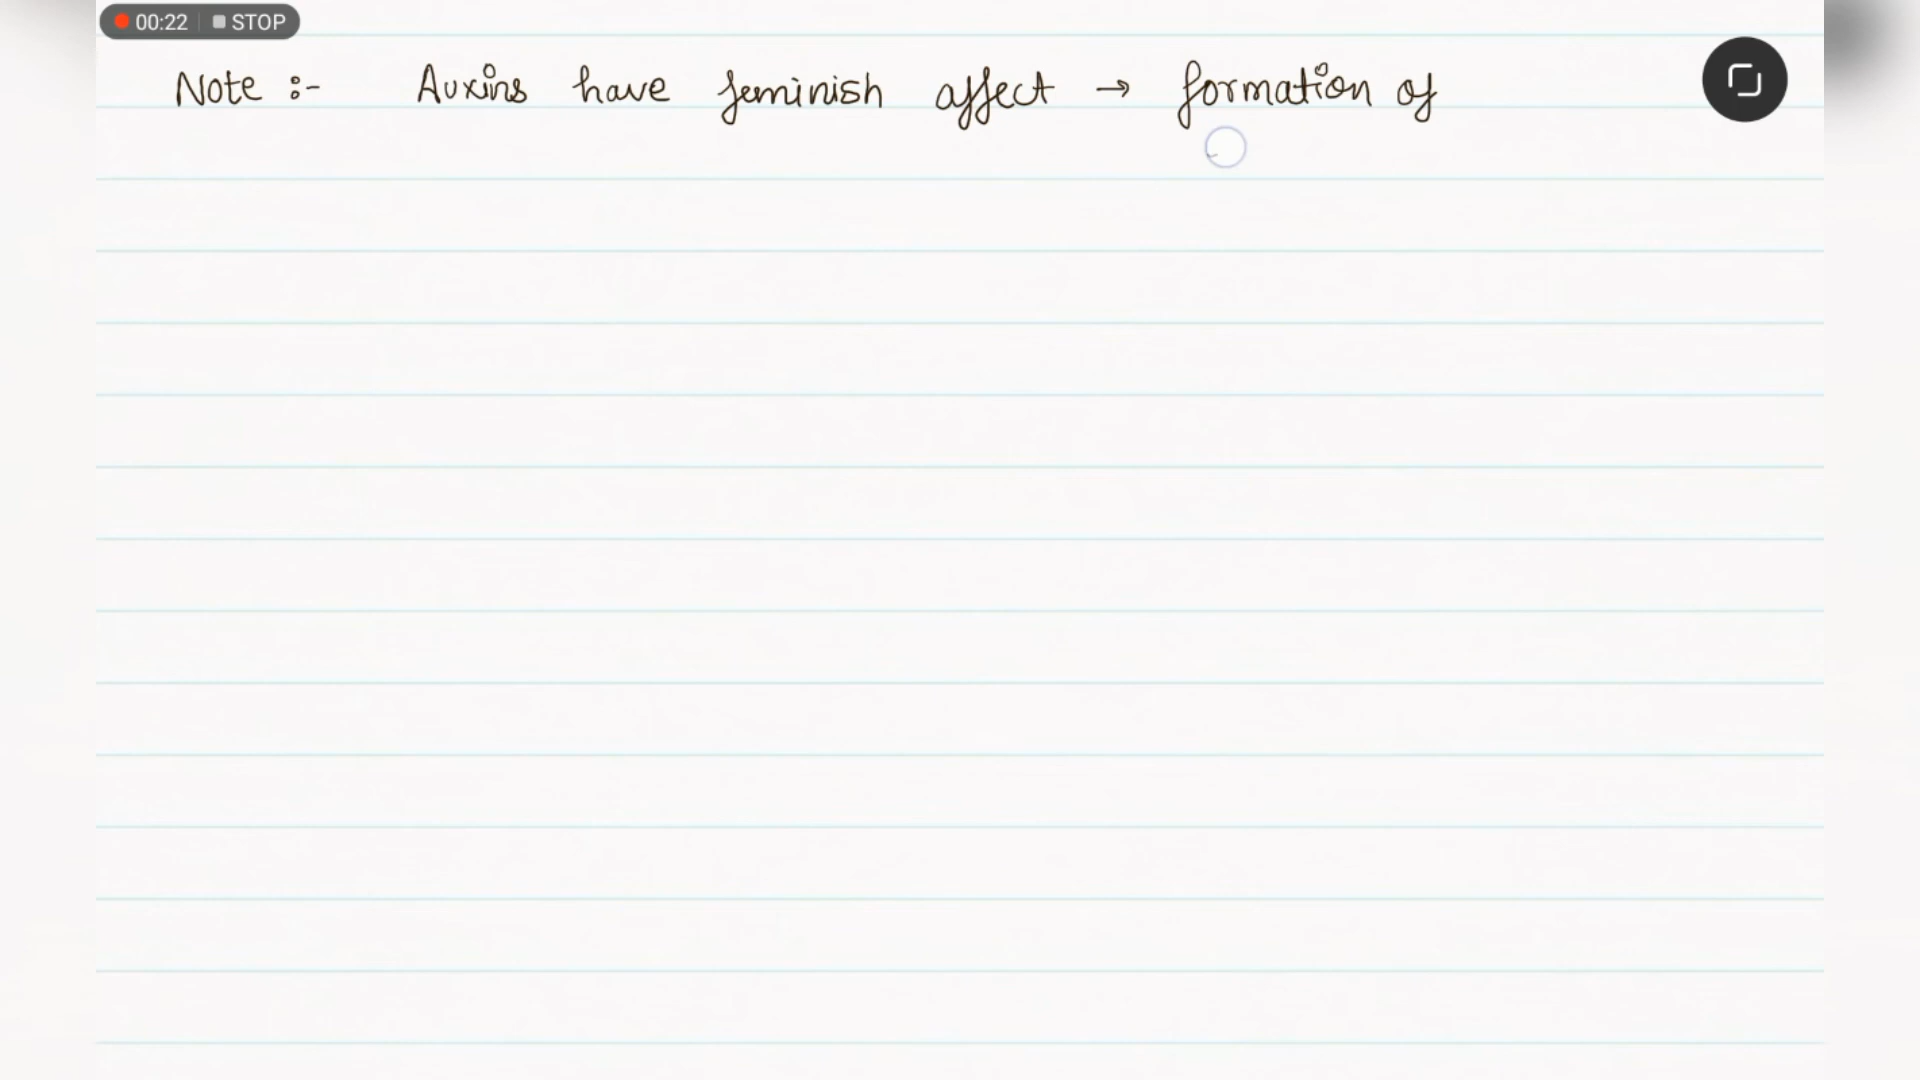 00:22 STOP
Note :- Auxins have feminish affect → formation of